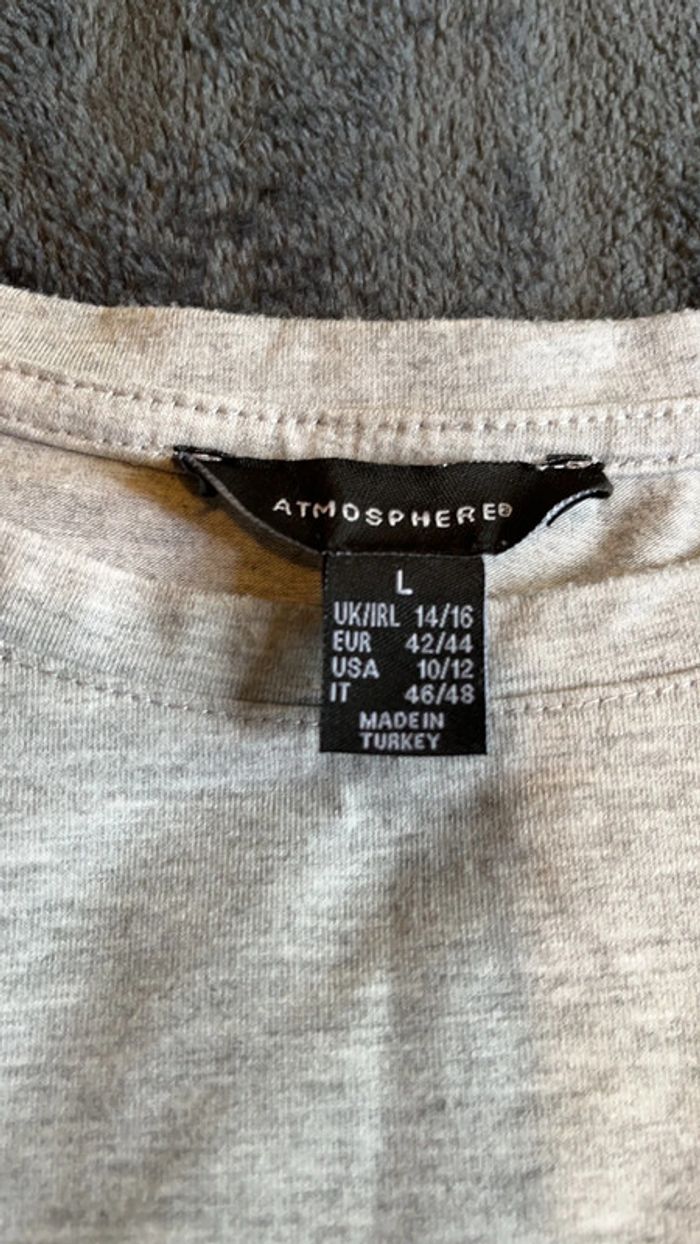 ATMOSPHERE®
L
UK/IRL 14/16
EUR 42/44
USA 10/12
IT 46/48
MADE IN
TURKEY